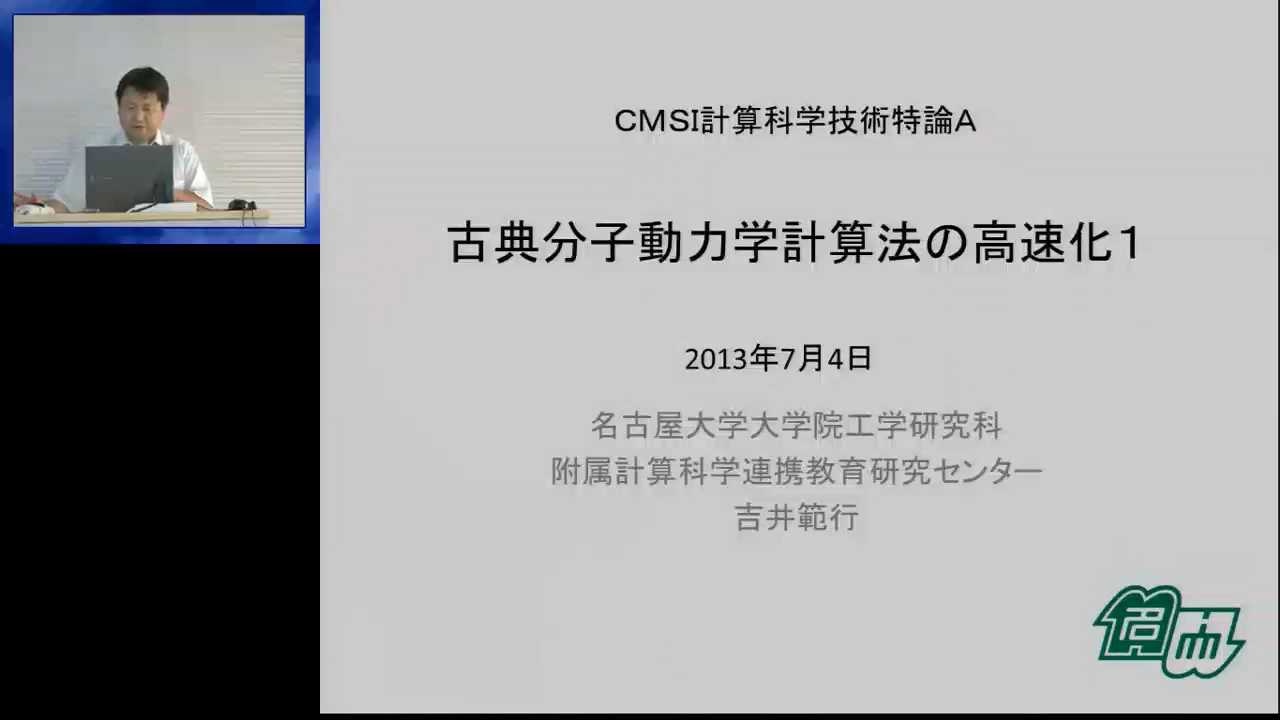 CMSI計算科学技術特論A
古典分子動力学計算法の高速化1
2013年7月4日
名古屋大学大学院工学研究科
附属計算科学連携教育研究センター
吉井範行